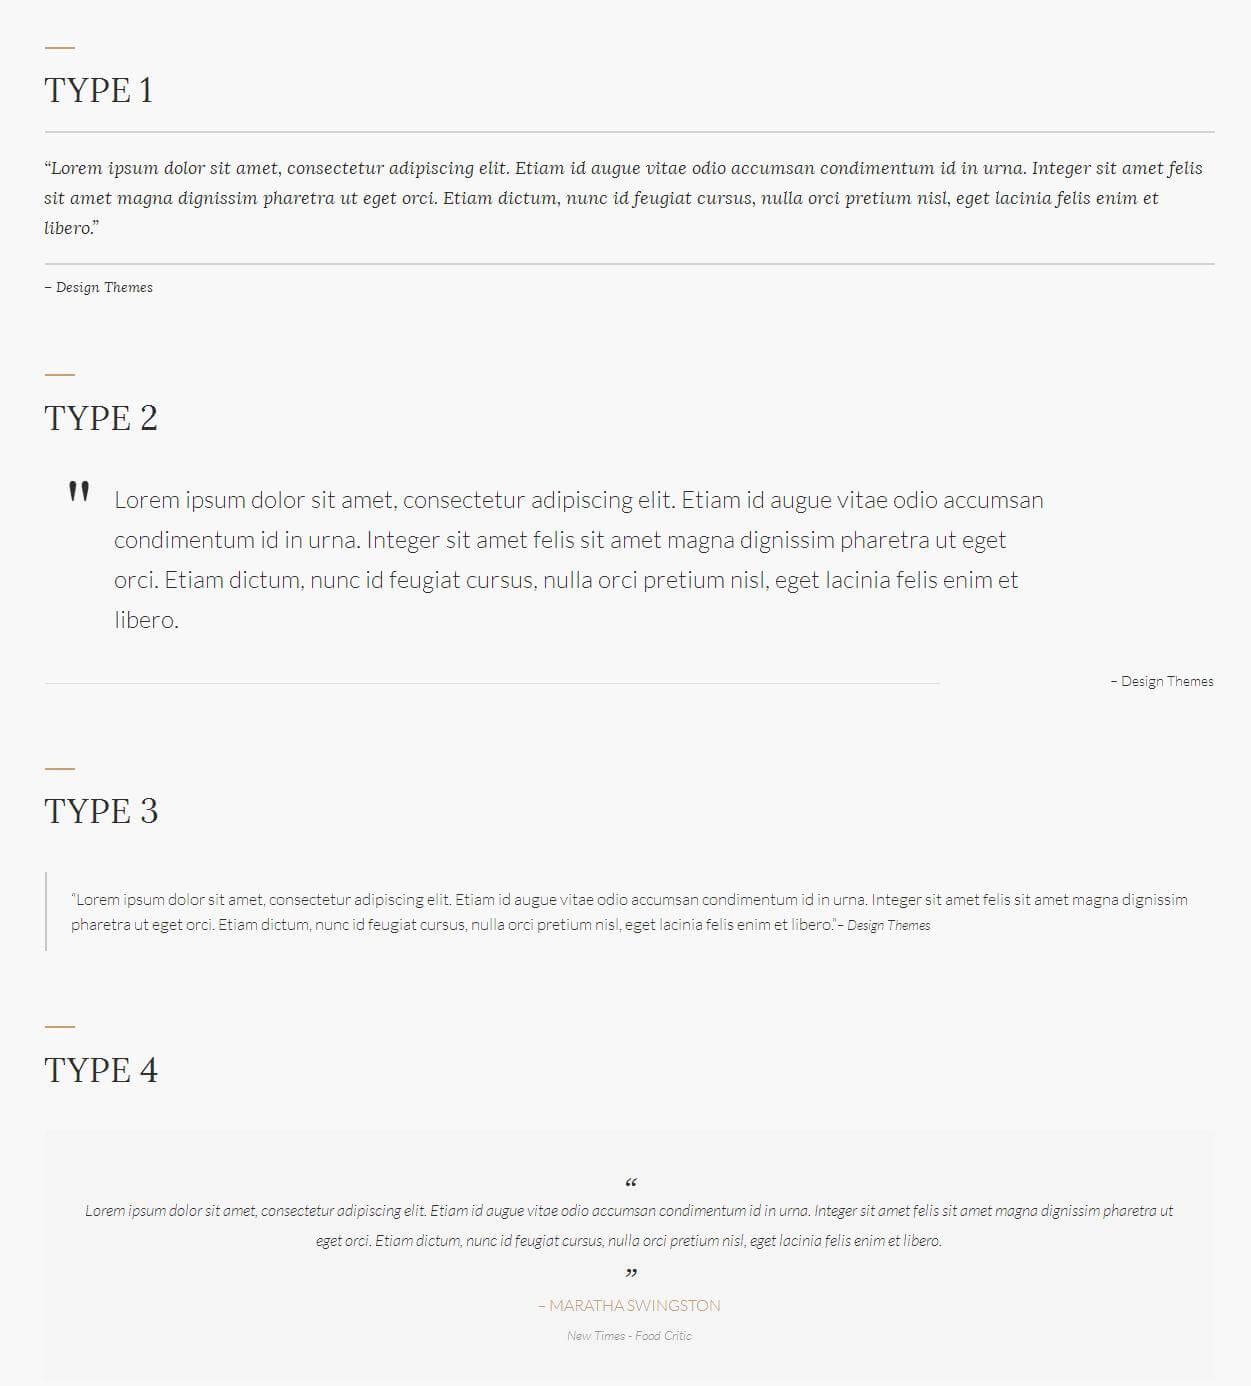 TYPE 1
“Lorem ipsum dolor sit amet, consectetur adipiscing elit. Etiam id augue vitae odio accumsan condimentum id in urna. Integer sit amet felis
sit amet magna dignissim pharetra ut eget orci. Etiam dictum, nunc id feugiat cursus, nulla orci pretium nisl, eget lacinia felis enim et
libero.”
– Design Themes
TYPE 2
" Lorem ipsum dolor sit amet, consectetur adipiscing elit. Etiam id augue vitae odio accumsan
condimentum id in urna. Integer sit amet felis sit amet magna dignissim pharetra ut eget
orci. Etiam dictum, nunc id feugiat cursus, nulla orci pretium nisl, eget lacinia felis enim et
libero.
– Design Themes
TYPE 3
“Lorem ipsum dolor sit amet, consectetur adipiscing elit. Etiam id augue vitae odio accumsan condimentum id in urna. Integer sit amet felis sit amet magna dignissim
pharetra ut eget orci. Etiam dictum, nunc id feugiat cursus, nulla orci pretium nisl, eget lacinia felis enim et libero.”– Design Themes
TYPE 4
“
Lorem ipsum dolor sit amet, consectetur adipiscing elit. Etiam id augue vitae odio accumsan condimentum id in urna. Integer sit amet felis sit amet magna dignissim pharetra ut
eget orci. Etiam dictum, nunc id feugiat cursus, nulla orci pretium nisl, eget lacinia felis enim et libero.
”
– MARATHA SWINGSTON
New Times - Food Critic